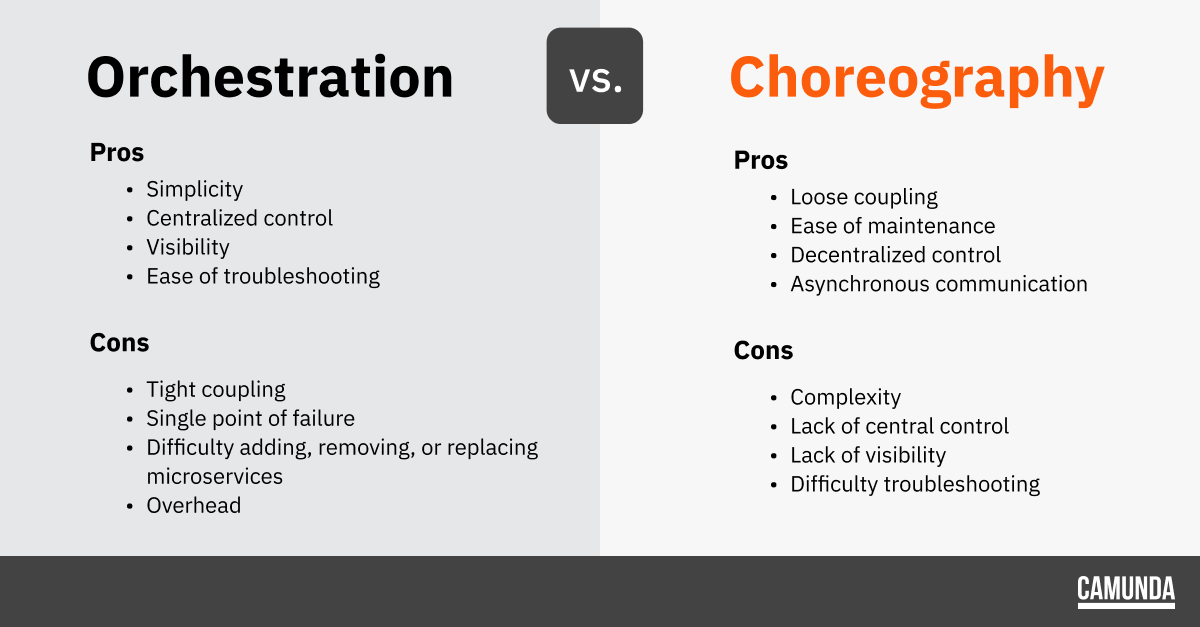 Orchestration
vs.
Choreography
Pros
• Simplicity
• Centralized control
• Visibility
• Ease of troubleshooting
Cons
• Tight coupling
• Single point of failure
• Difficulty adding, removing, or replacing
microservices
• Overhead
Pros
• Loose coupling
• Ease of maintenance
• Decentralized control
• Asynchronous communication
Cons
• Complexity
• Lack of central control
• Lack of visibility
• Difficulty troubleshooting
CAMUNDA